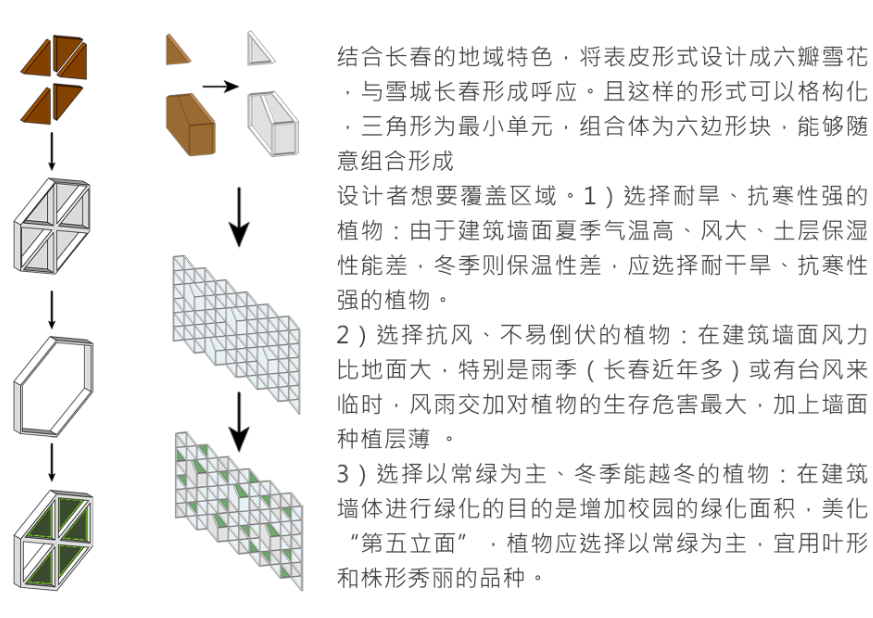 结合长春的地域特色，将表皮形式设计成六瓣雪花
，与雪城长春形成呼应。且这样的形式可以格构化
，三角形为最小单元，组合体为六边形块，能够随
意组合形成
设计者想要覆盖区域。1）选择耐旱、抗寒性强的
植物：由于建筑墙面夏季气温高、风大、土层保湿
性能差，冬季则保温性差，应选择耐干旱、抗寒性
强的植物。
2）选择抗风、不易倒伏的植物：在建筑墙面风力
比地面大，特别是雨季（长春近年多）或有台风来
临时，风雨交加对植物的生存危害最大，加上墙面
种植层薄 。
3）选择以常绿为主、冬季能越冬的植物：在建筑
墙体进行绿化的目的是增加校园的绿化面积，美化
“第五立面”，植物应选择以常绿为主，宜用叶形
和株形秀丽的品种。